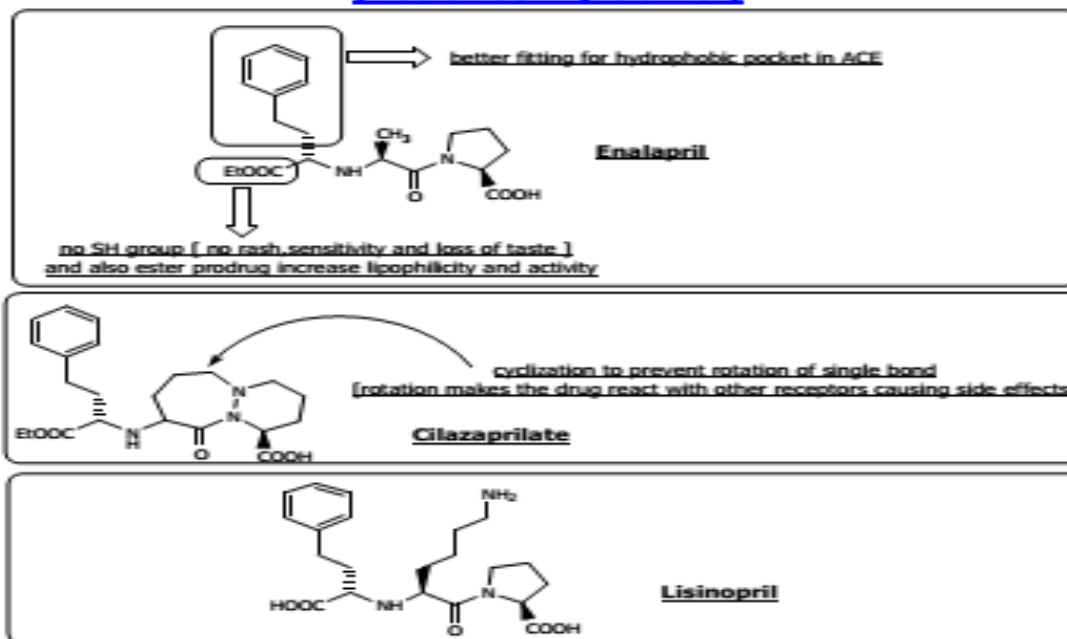 better fitting for hydrophobic pocket in ACE
CH3
N
Enalapril
EtOOC
NH
O
COOH
no SH group [ no rash,sensitivity and loss of taste ]
and also ester prodrug increase lipophilicity and activity
cyclization to prevent rotation of single bond
[rotation makes the drug react with other receptors causing side effects
N
N
EtOOC
N
H
O
COOH
Cilazaprilate
NH2
N
Lisinopril
HOOC
NH
O
COOH